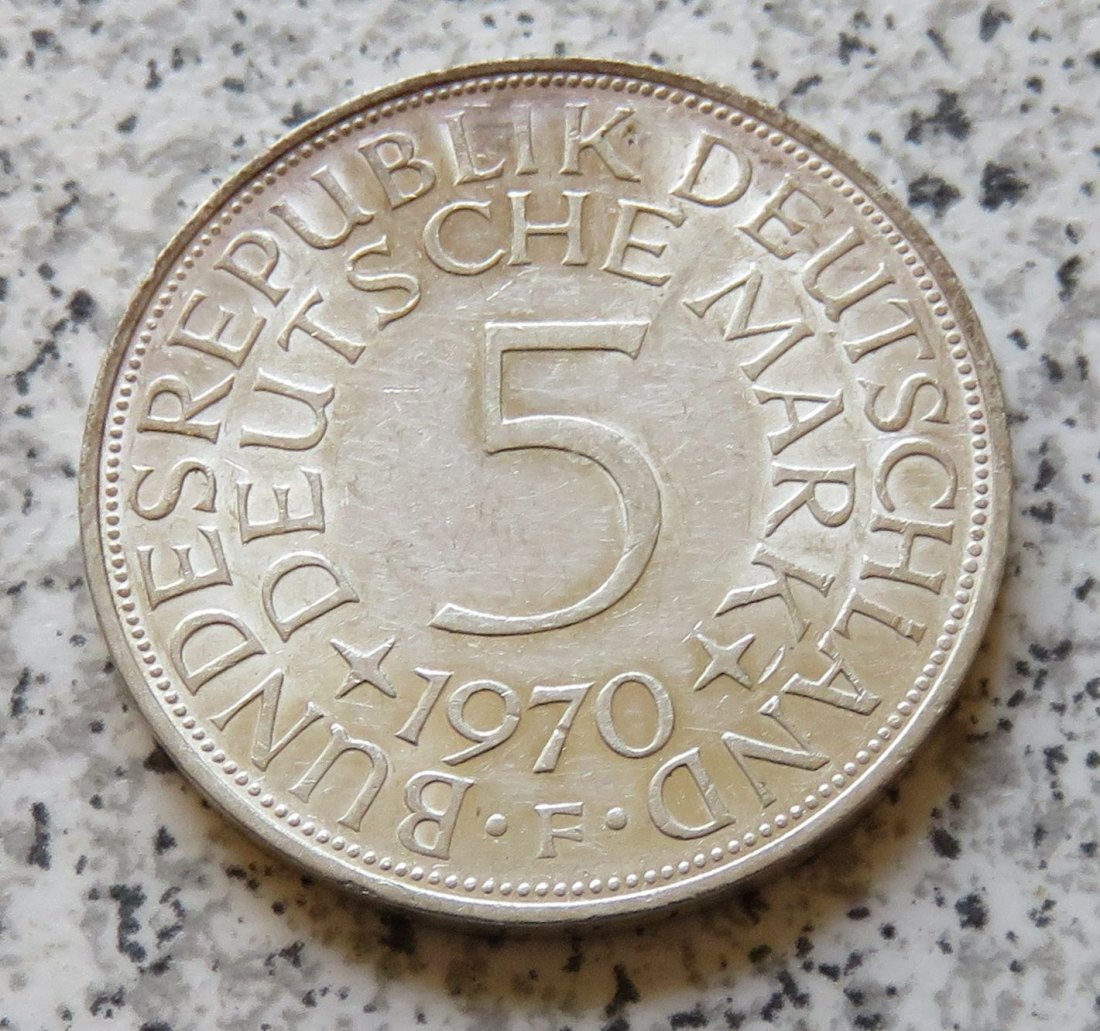 BUNDESREPUBLIK DEUTSCHLAND
DEUTSCHE MARK
5
1970
· F ·